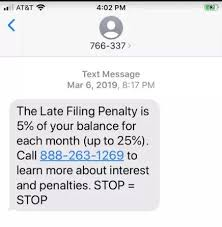 AT&T
4:02 PM
766-337 >
Text Message
Mar 6, 2019, 8:17 PM
The Late Filing Penalty is
5% of your balance for
each month (up to 25%).
Call 888-263-1269 to
learn more about interest
and penalties. STOP =
STOP